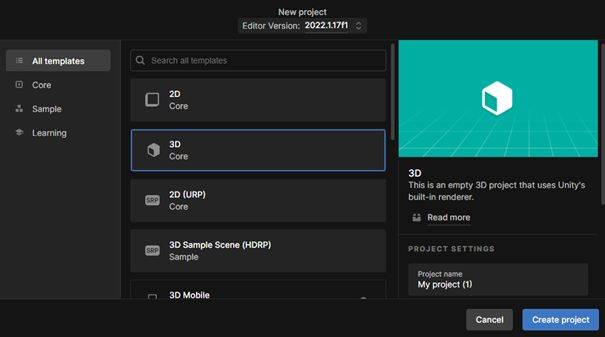 New project
Editor Version: 2022.1.17f1
All templates
Core
Sample
Learning
Search all templates
2D
Core
3D
Core
SRP
2D (URP)
Core
SRP
3D Sample Scene (HDRP)
Sample
3D Mobile
3D
This is an empty 3D project that uses Unity's
built-in renderer.
Read more
PROJECT SETTINGS
Project name
My project (1)
Cancel
Create project